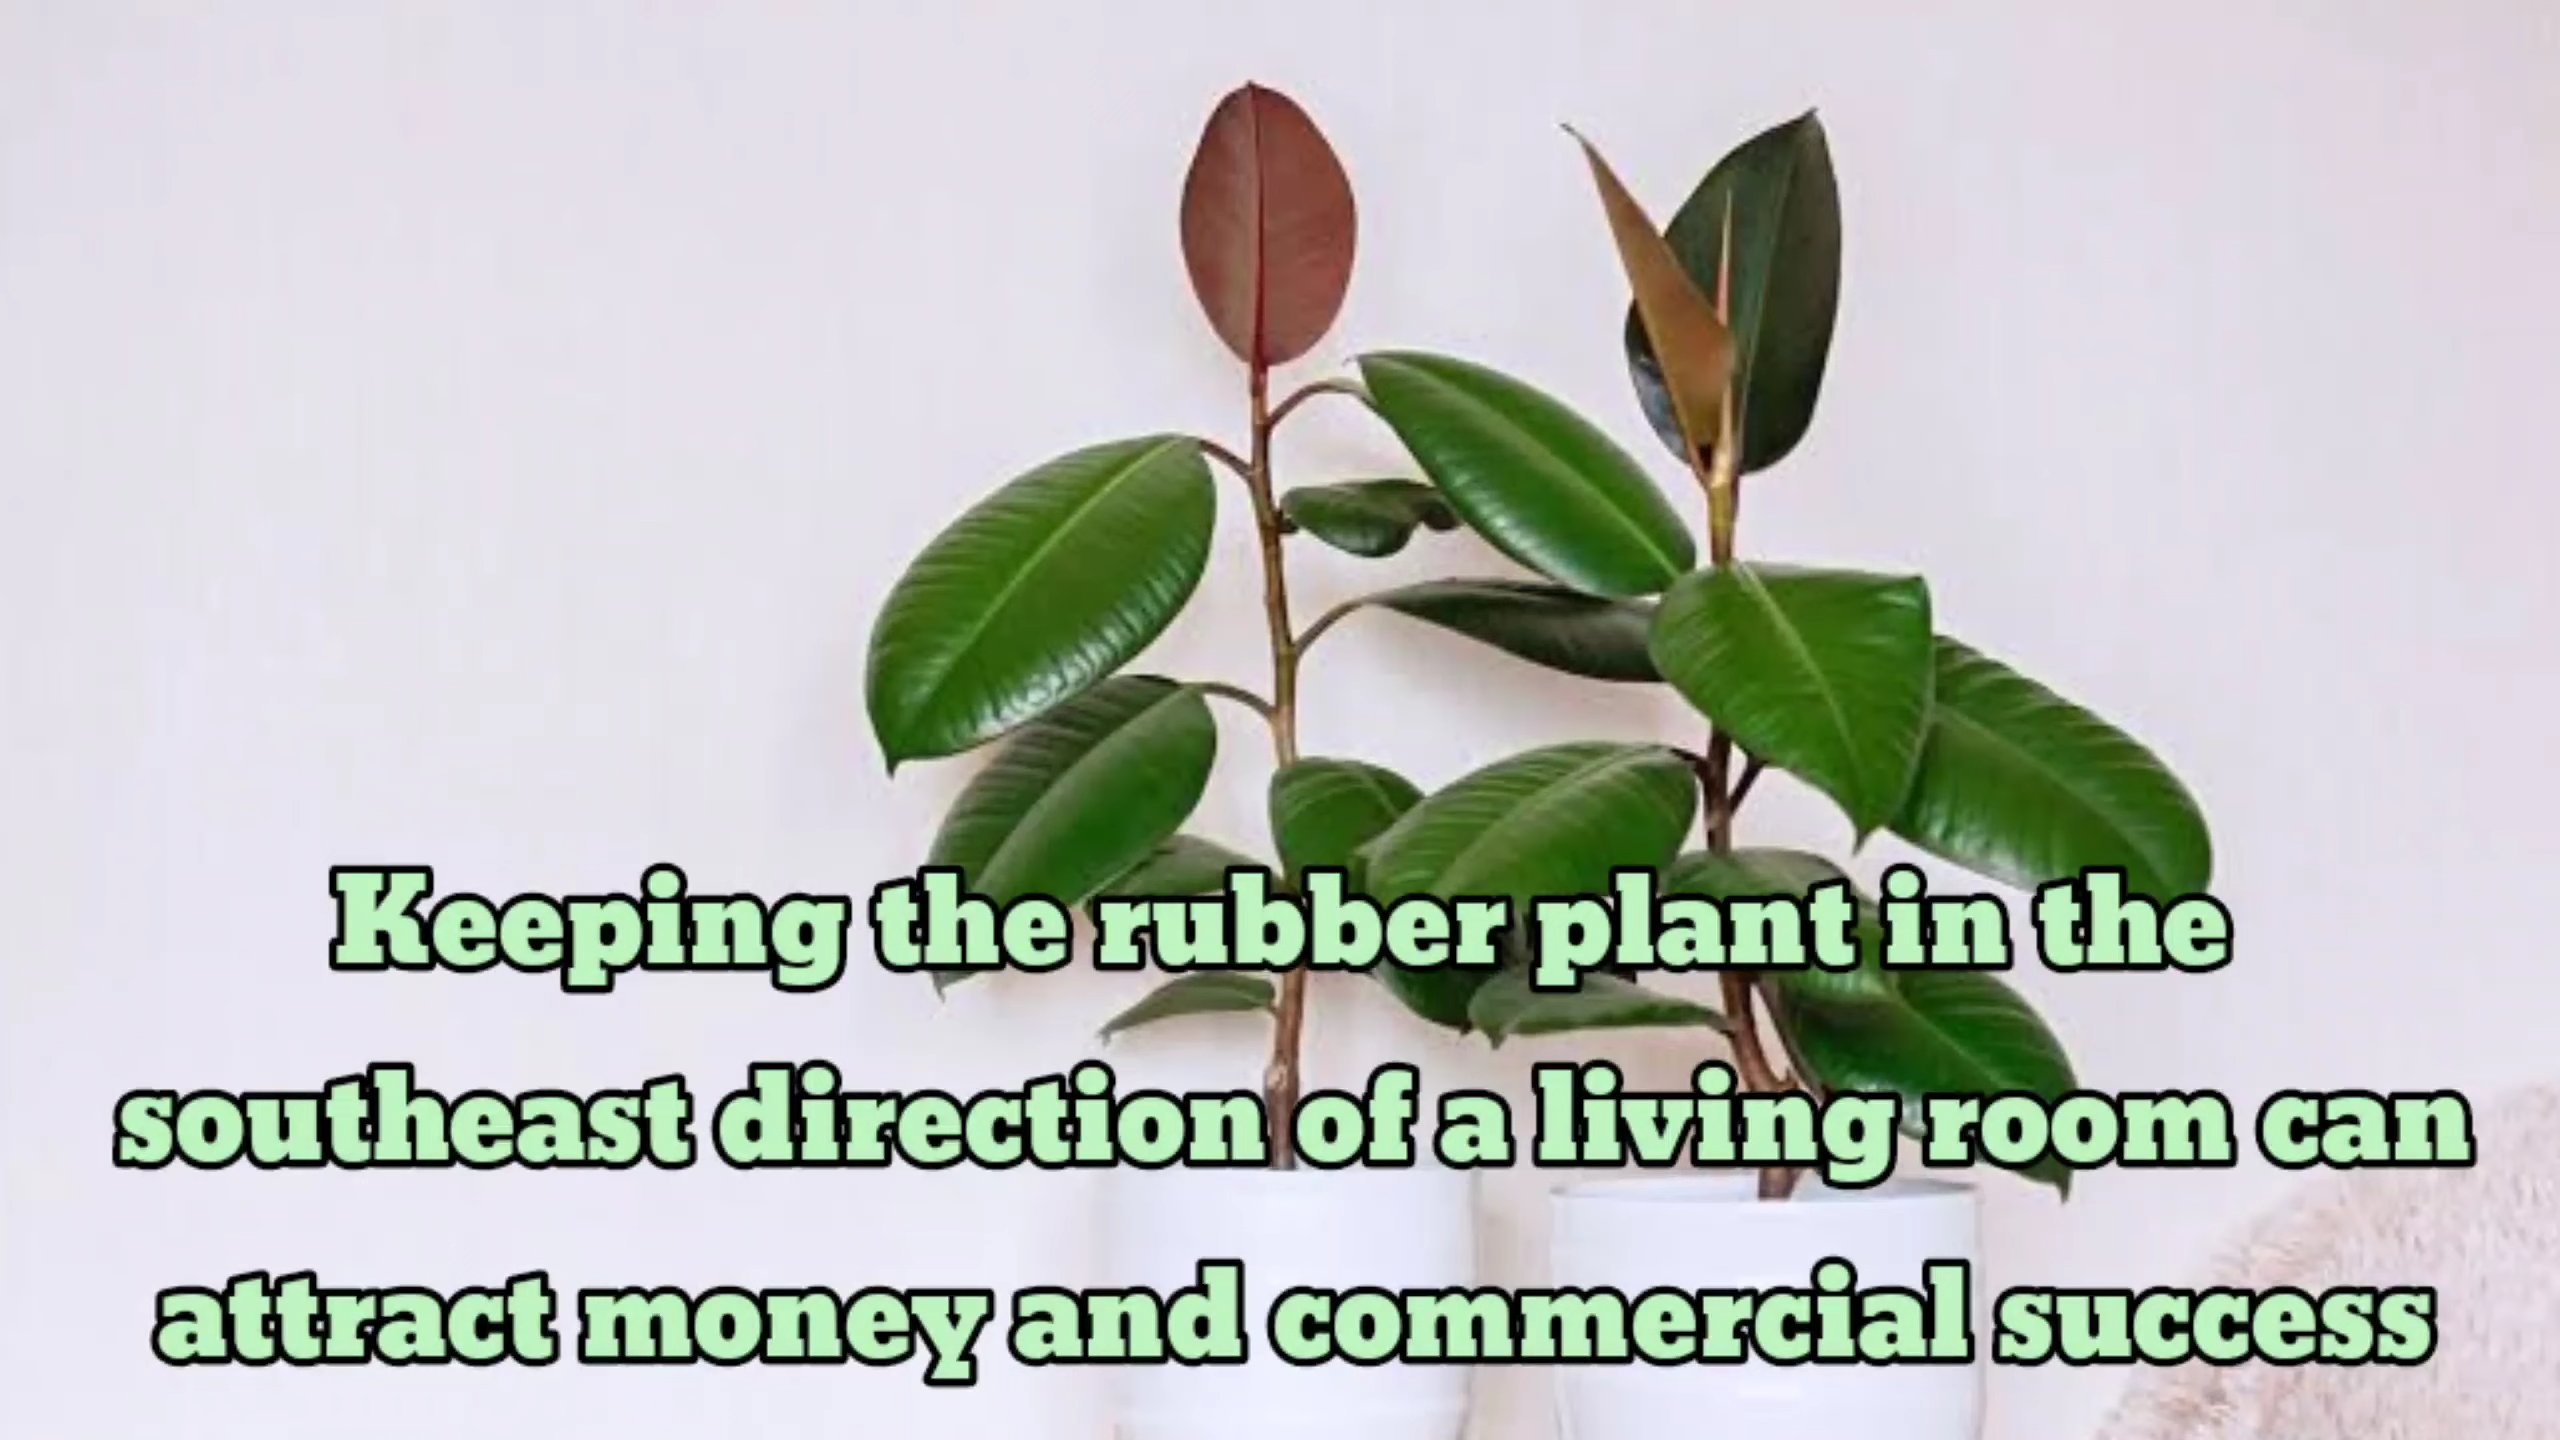 Keeping the rubber plant in the
southeast direction of a living room can
attract money and commercial success